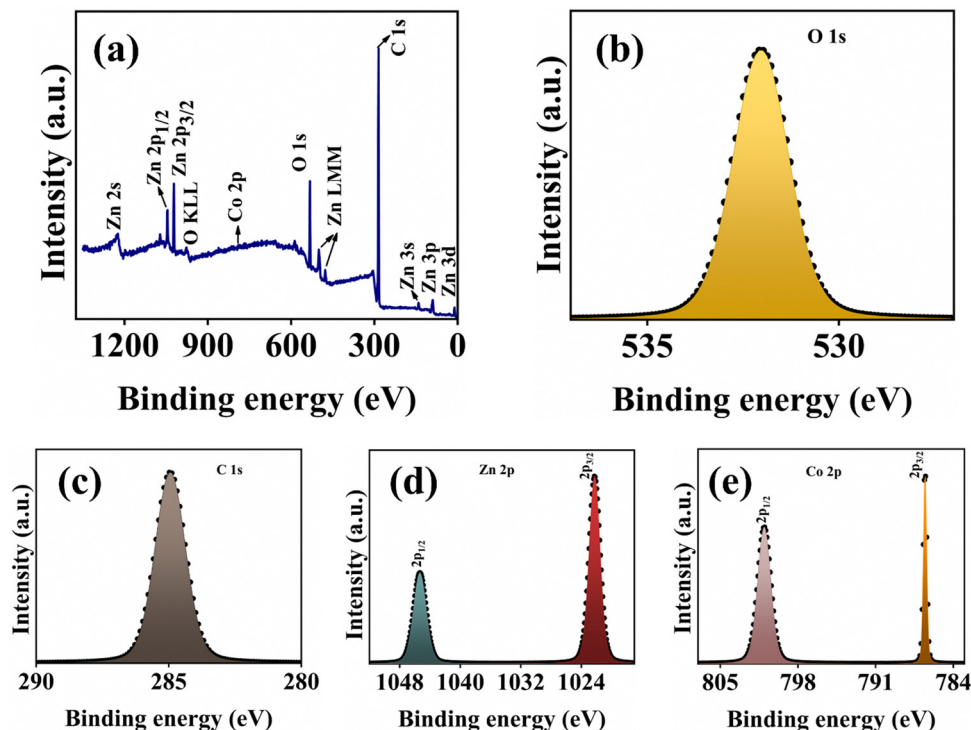 (a)
Intensity (a.u.)
Zn 2s
Zn 2p1/2
Zn 2p3/2
O KLL
Co 2p
O 1s
Zn LMM
C 1s
Zn 3s
Zn 3p
Zn 3d
1200 900 600 300 0
Binding energy (eV)
(b)
O 1s
Intensity (a.u.)
535 530
Binding energy (eV)
(c)
C 1s
Intensity (a.u.)
290 285 280
Binding energy (eV)
(d)
Zn 2p
2p1/2
2p3/2
Intensity (a.u.)
1048 1040 1032 1024
Binding energy (eV)
(e)
Co 2p
2p1/2
2p3/2
Intensity (a.u.)
805 798 791 784
Binding energy (eV)